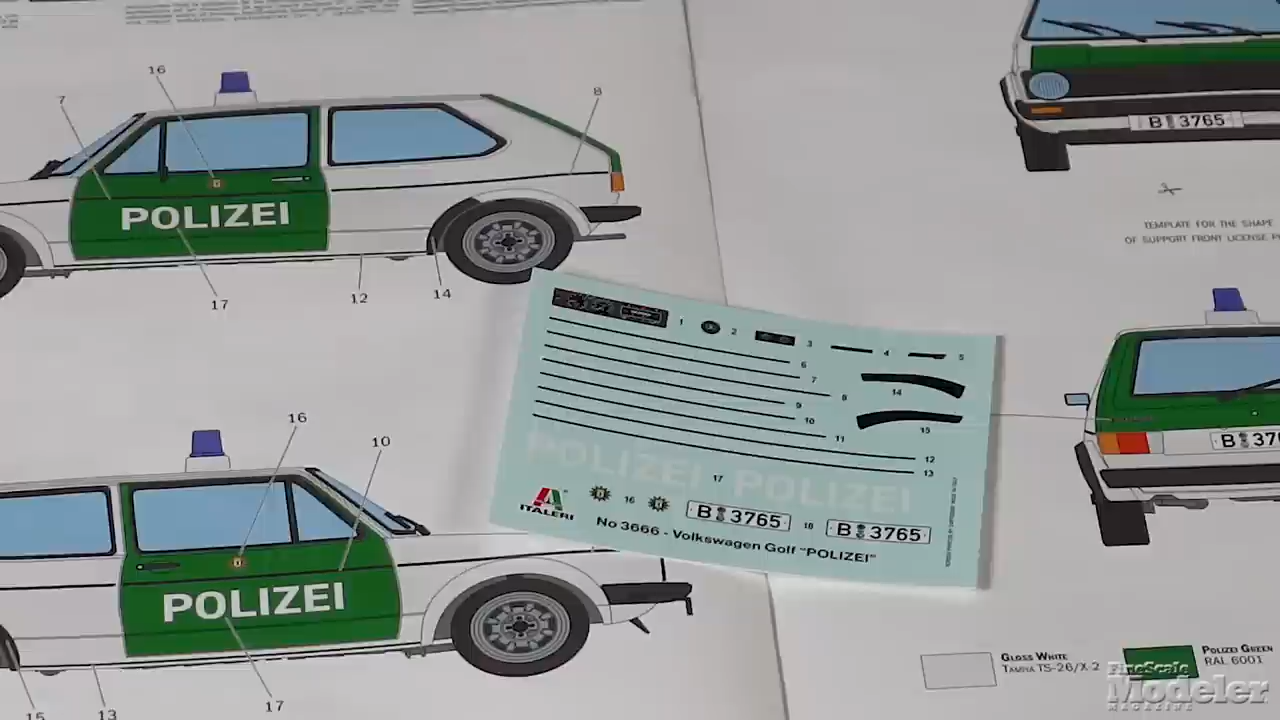 16
7
8
B 3765
POLIZEI
TEMPLATE FOR THE SHAPE
OF SUPPORT FRONT LICENSE
17
12
14
1
2
3
4
5
6
7
8
14
9
10
15
11
12
13
POLIZEI POLIZEI
17
ITALERI
16
B 3765
18
B 3765
No 3666 - Volkswagen Golf "POLIZEI"
B 37
16
10
POLIZEI
15
13
17
GLOSS WHITE
TAMIYA TS-26/X-2
POLIZEI GREEN
RAL 6001
FineScale
Modeler
MAGAZINE